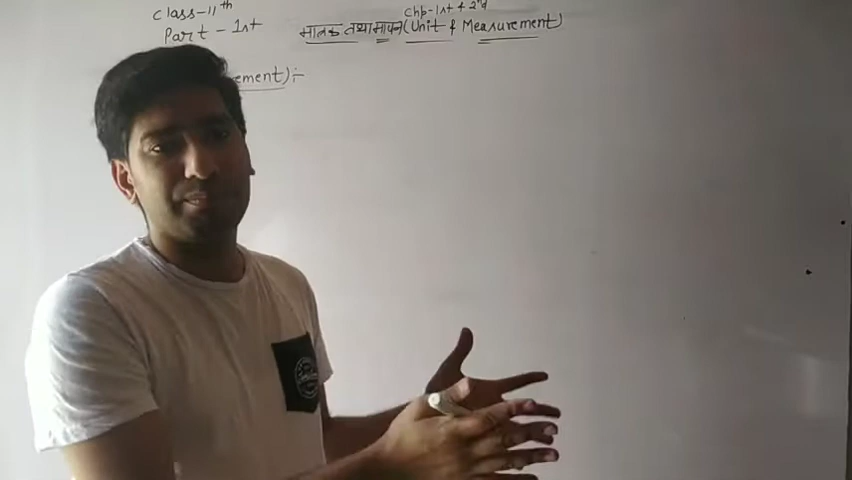 Class-11th
Chp-1st & 2nd
Part-1st
मात्रक तथा मापन (Unit & Measurement)
ement):-